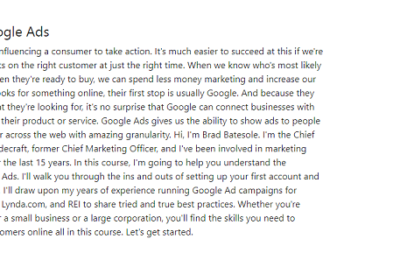 ogle Ads
nfluencing a consumer to take action. It's much easier to succeed at this if we're
ts on the right customer at just the right time. When we know who's most likely
en they're ready to buy, we can spend less money marketing and increase our
ooks for something online, their first stop is usually Google. And because they
at they're looking for, it's no surprise that Google can connect businesses with
their product or service. Google Ads gives us the ability to show ads to people
r across the web with amazing granularity. Hi, I'm Brad Batesole. I'm the Chief
decraft, former Chief Marketing Officer, and I've been involved in marketing
r the last 15 years. In this course, I'm going to help you understand the
Ads. I'll walk you through the ins and outs of setting up your first account and
I'll draw upon my years of experience running Google Ad campaigns for
Lynda.com, and REI to share tried and true best practices. Whether you're
r a small business or a large corporation, you'll find the skills you need to
omers online all in this course. Let's get started.